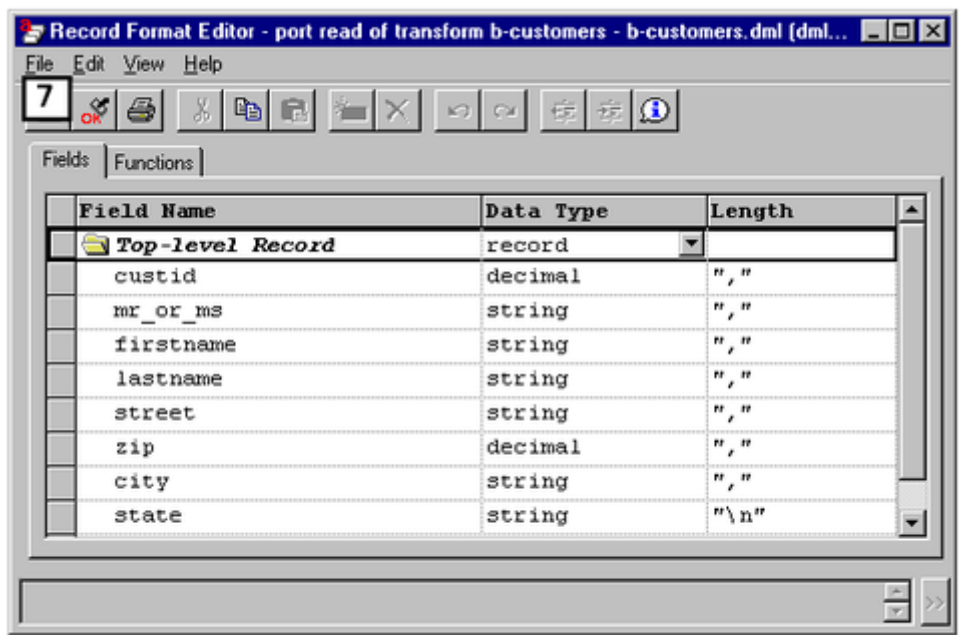 Record Format Editor - port read of transform b-customers - b-customers.dml (dml...
File Edit View Help
7 OK
Fields Functions
Field Name Data Type Length
Top-level Record record
custid decimal ","
mr_or_ms string ","
firstname string ","
lastname string ","
street string ","
zip decimal ","
city string ","
state string "\n"
>>